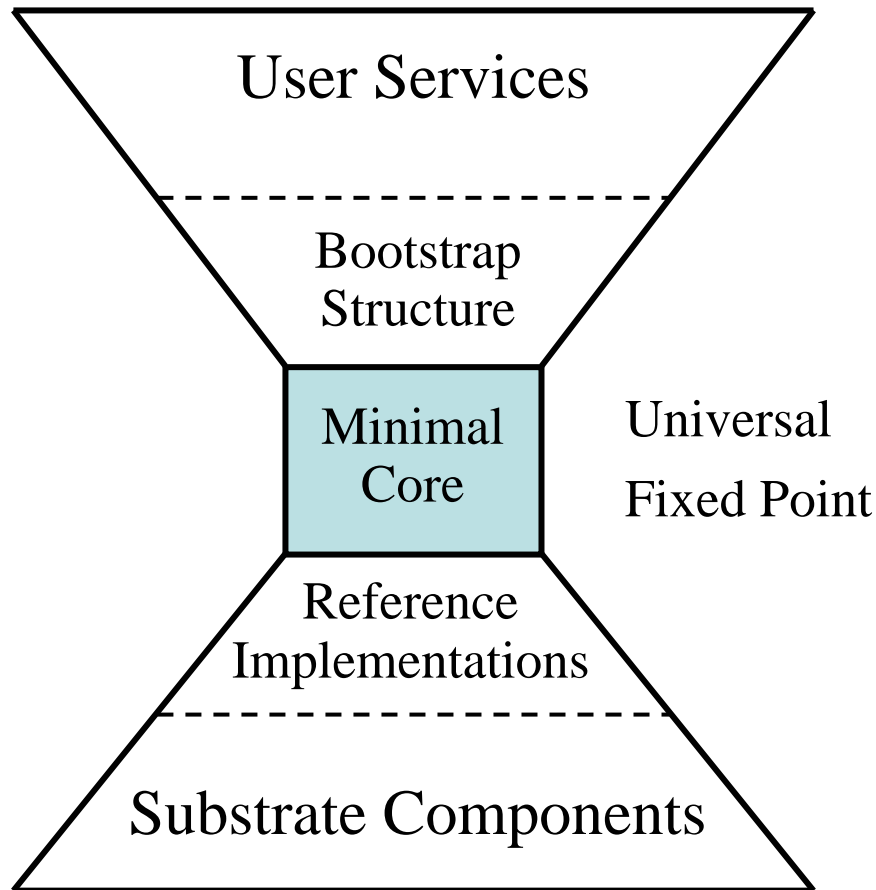 User Services
Bootstrap
Structure
Minimal
Core
Universal
Fixed Point
Reference
Implementations
Substrate Components